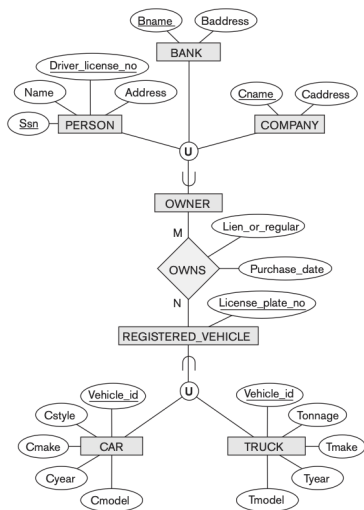 Bname
Baddress
BANK
Driver_license_no
Name
Address
Cname
Caddress
Ssn
PERSON
COMPANY
U
OWNER
M
Lien_or_regular
OWNS
Purchase_date
N
License_plate_no
REGISTERED_VEHICLE
U
Vehicle_id
Vehicle_id
Cstyle
Tonnage
Cmake
CAR
TRUCK
Tmake
Cyear
Tyear
Cmodel
Tmodel